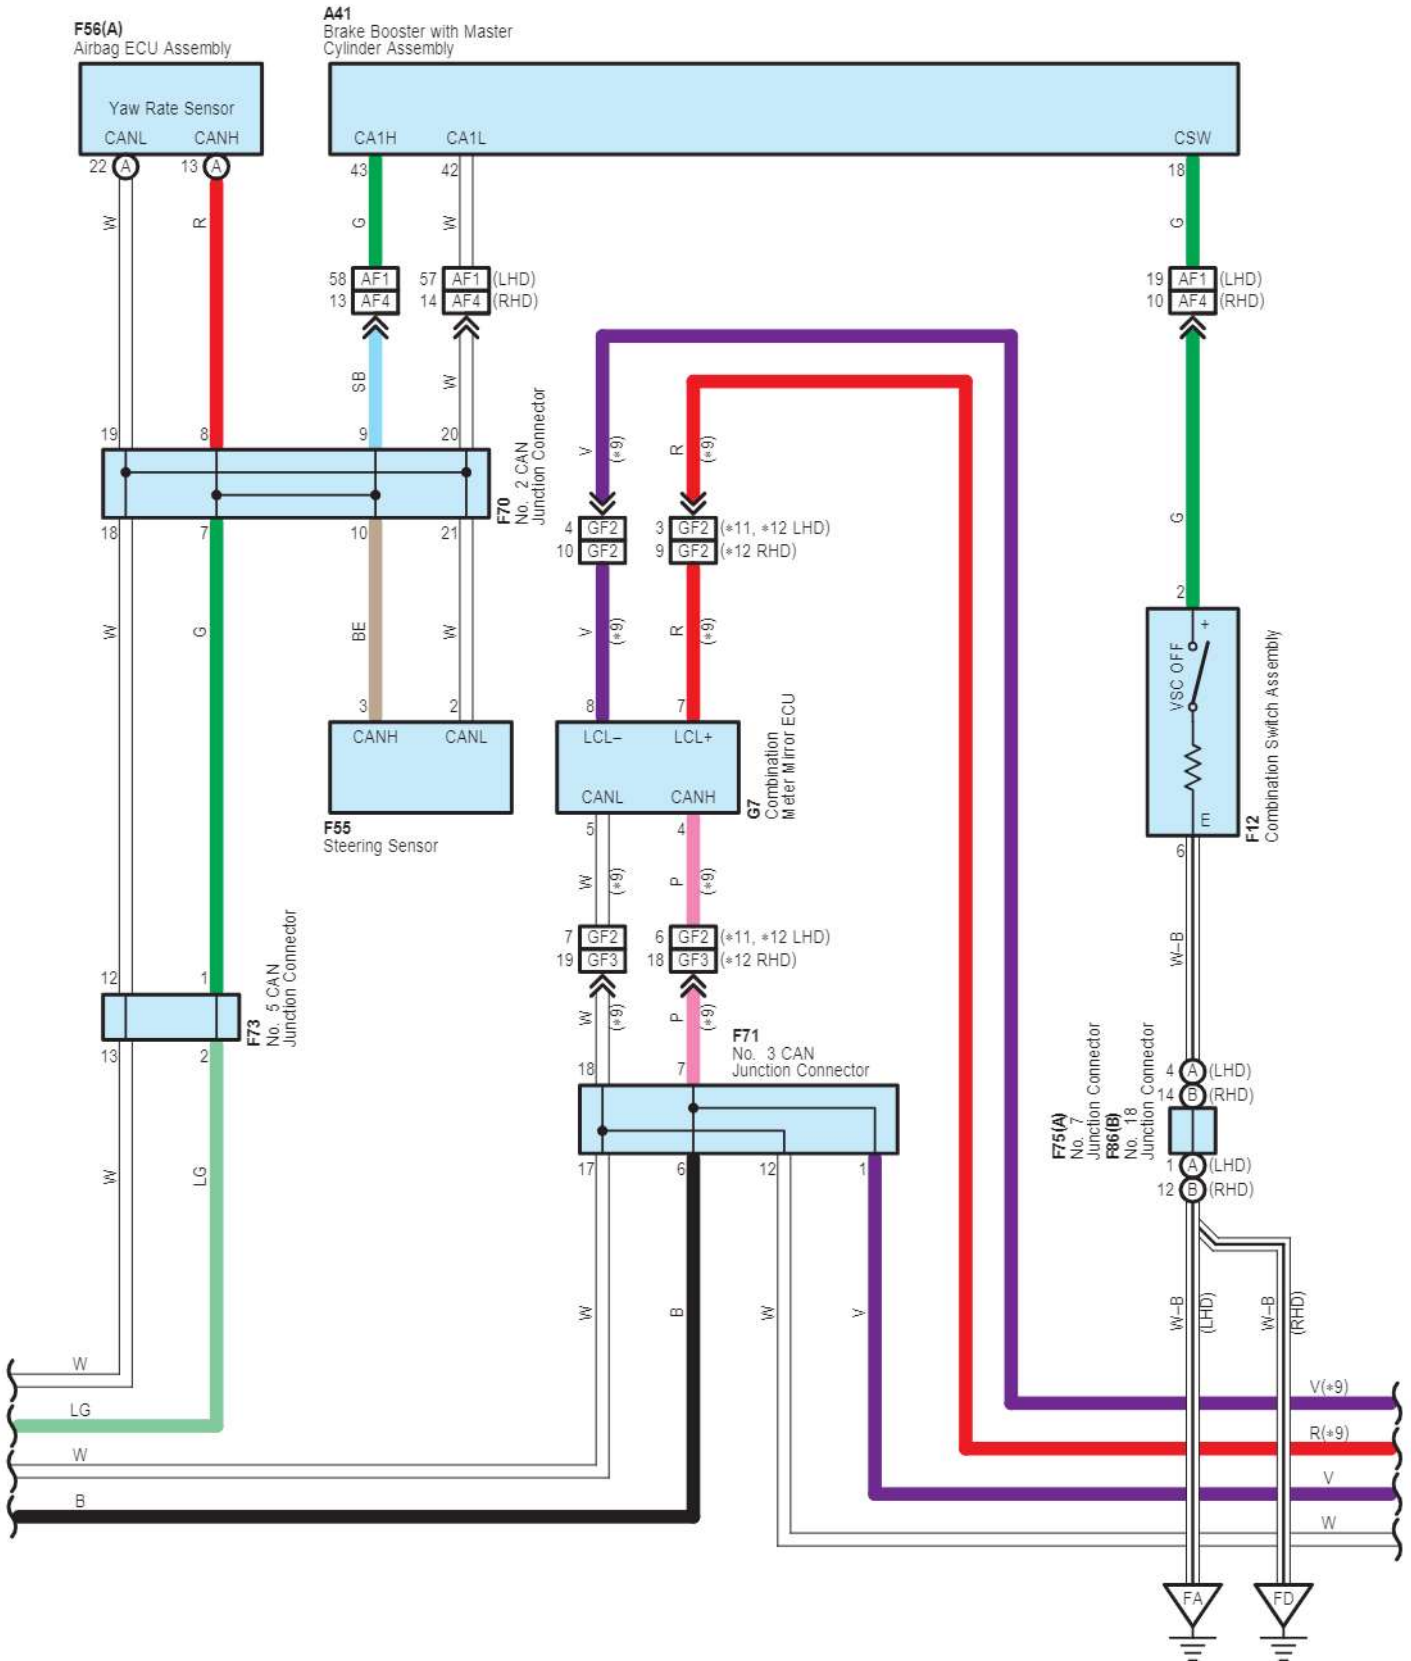 F56(A)
Airbag ECU Assembly
A41
Brake Booster with Master
Cylinder Assembly
Yaw Rate Sensor
CANL CANH
CA1H CA1L CSW
22 A 13 A
43 42 18
W R G W G
58 AF1 57 AF1 (LHD)
13 AF4 14 AF4 (RHD)
19 AF1 (LHD)
10 AF4 (RHD)
SB W
19 8 9 20
F70
No. 2 CAN
Junction Connector
18 7 10 21
V (*9) R (*9)
4 GF2 3 GF2 (*11, *12 LHD)
10 GF2 9 GF2 (*12 RHD)
G
W G BE W
V (*9) R (*9)
2
+
VSC OFF
E
F12
Combination Switch Assembly
6
3 2
CANH CANL
F55
Steering Sensor
8 7
LCL– LCL+
CANL CANH
G7
Combination
Meter Mirror ECU
5 4
W (*9) P (*9)
7 GF2 6 GF2 (*11, *12 LHD)
19 GF3 18 GF3 (*12 RHD)
W (*9) P (*9)
W–B
12 1
F73
No. 5 CAN
Junction Connector
13 2
F71
No. 3 CAN
Junction Connector
18 7
17 6 12 1
4 A (LHD)
14 B (RHD)
F75(A)
No. 7
Junction Connector
F86(B)
No. 18
Junction Connector
1 A (LHD)
12 B (RHD)
W LG
W B W V
W–B (LHD) W–B (RHD)
W
LG
W
B
V(*9)
R(*9)
V
W
FA FD